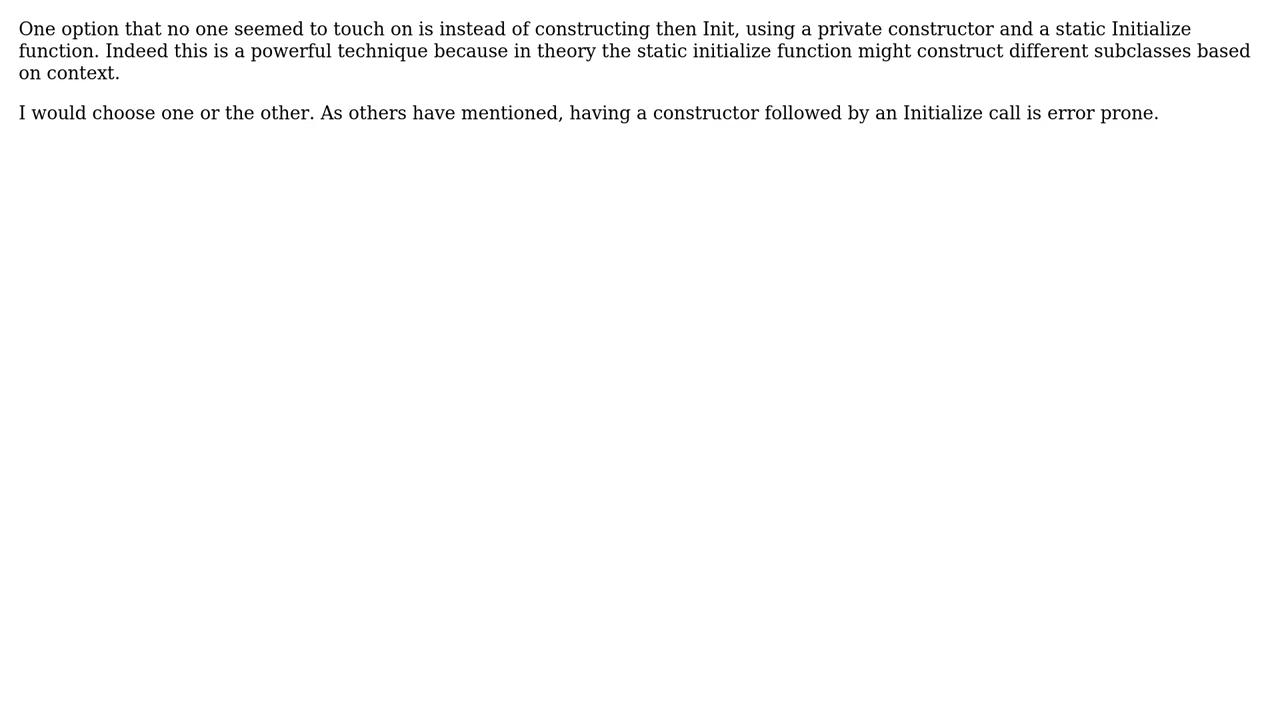 One option that no one seemed to touch on is instead of constructing then Init, using a private constructor and a static Initialize
function. Indeed this is a powerful technique because in theory the static initialize function might construct different subclasses based
on context.
I would choose one or the other. As others have mentioned, having a constructor followed by an Initialize call is error prone.